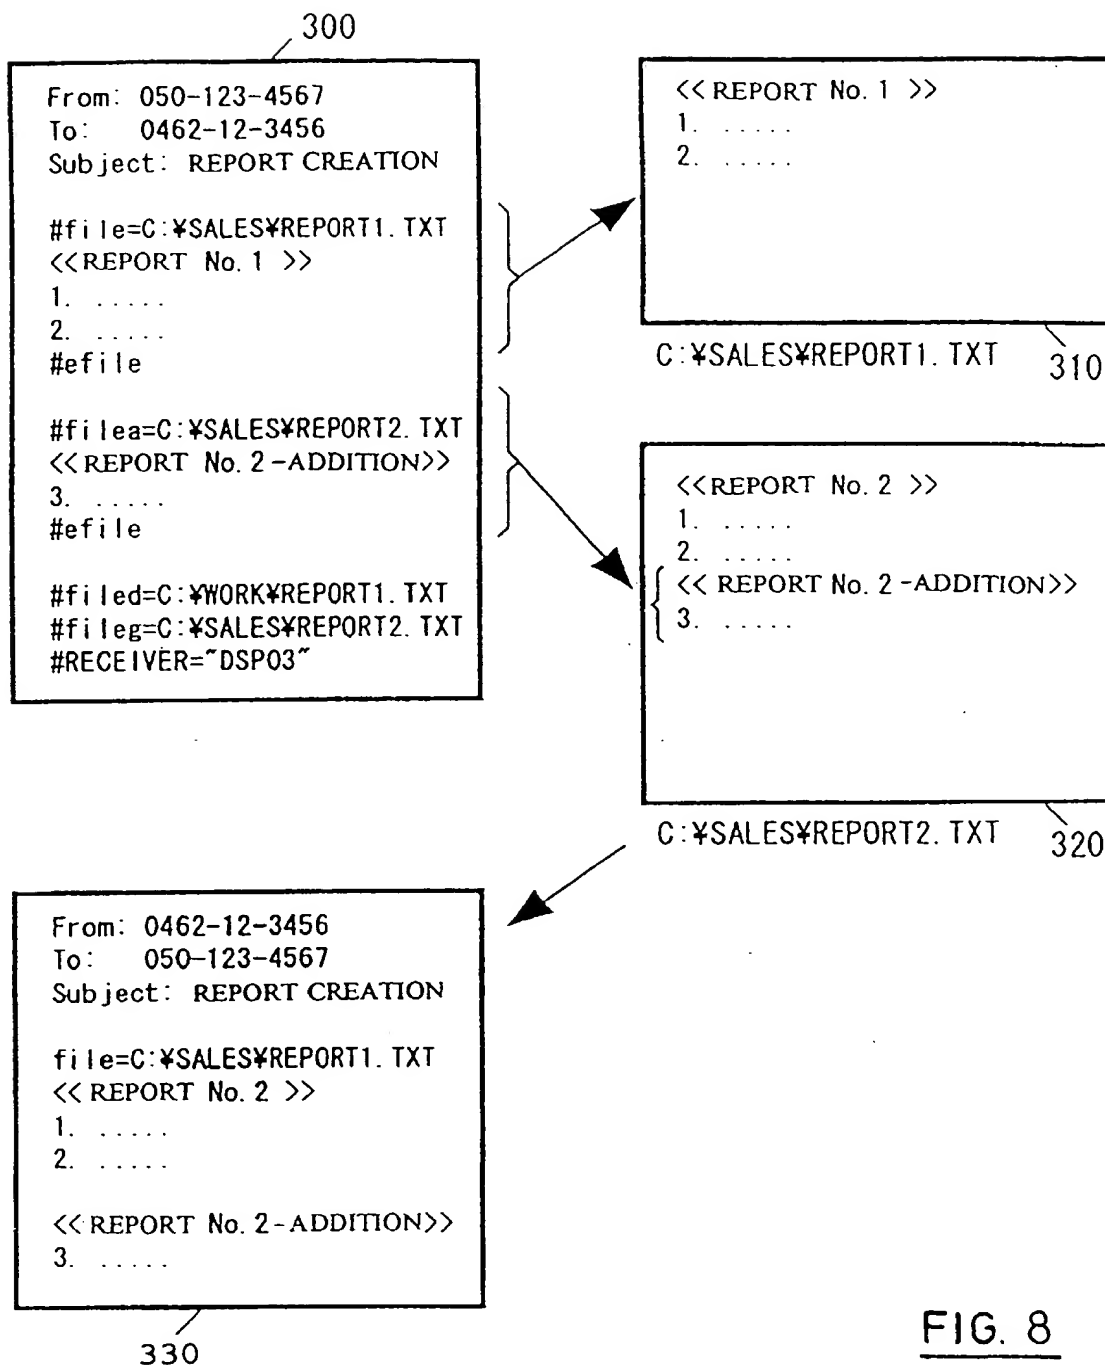 300
From: 050-123-4567
To: 0462-12-3456
Subject: REPORT CREATION
#file=C:¥SALES¥REPORT1.TXT
<<REPORT No.1 >>
1. .....
2. .....
#efile
#filea=C:¥SALES¥REPORT2.TXT
<<REPORT No.2-ADDITION>>
3. .....
#efile
#filed=C:¥WORK¥REPORT1.TXT
#fileg=C:¥SALES¥REPORT2.TXT
#RECEIVER="DSP03"
<<REPORT No.1 >>
1. .....
2. .....
C:¥SALES¥REPORT1.TXT
310
<<REPORT No.2 >>
1. .....
2. .....
<< REPORT No.2-ADDITION>>
3. .....
C:¥SALES¥REPORT2.TXT
320
From: 0462-12-3456
To: 050-123-4567
Subject: REPORT CREATION
file=C:¥SALES¥REPORT1.TXT
<< REPORT No.2 >>
1. .....
2. .....
<<REPORT No.2-ADDITION>>
3. .....
330
FIG. 8